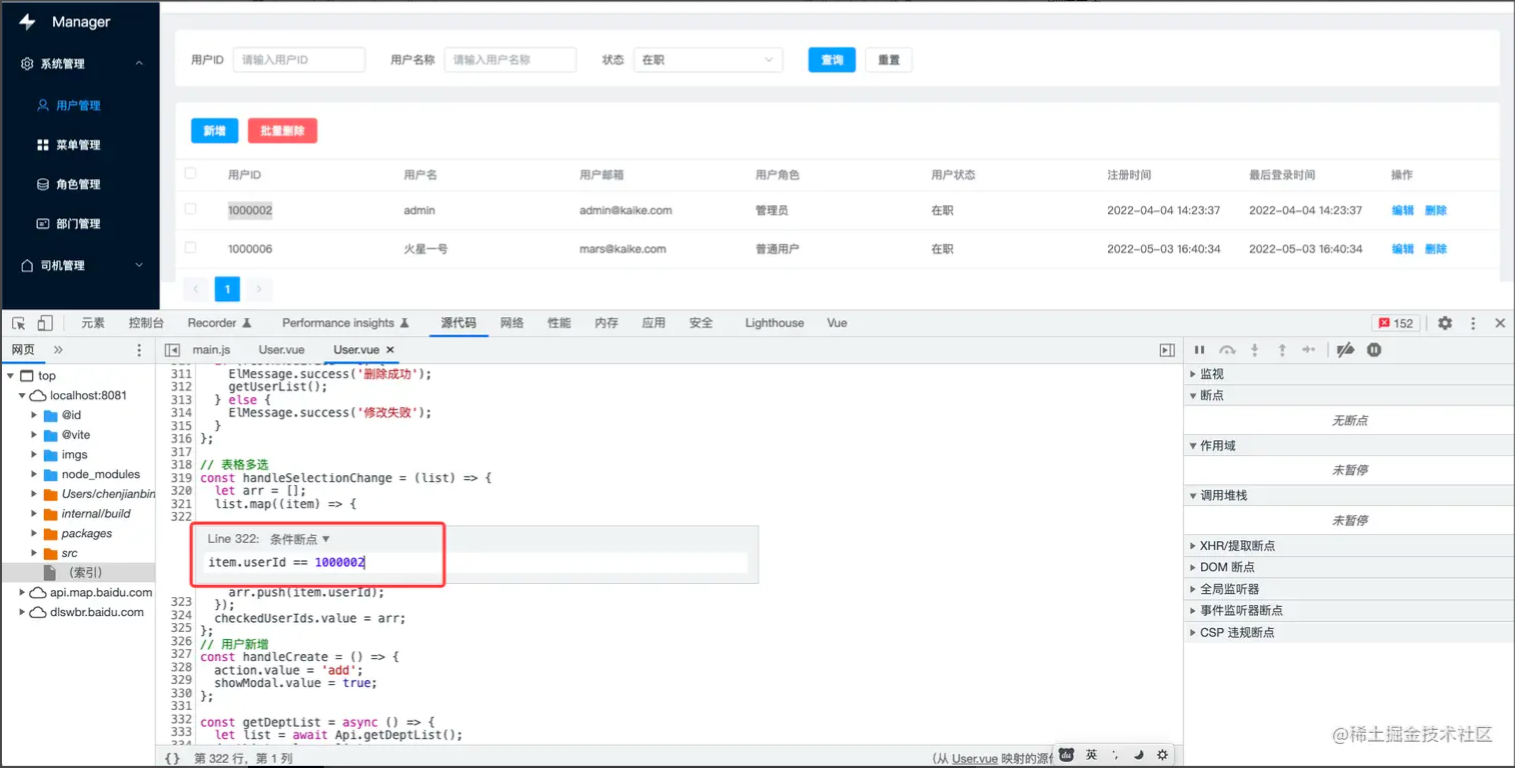 Manager
系统管理
用户管理
菜单管理
角色管理
部门管理
司机管理
用户ID 请输入用户ID 用户名称 请输入用户名称 状态 在职 查询 重置
新增 批量删除
用户ID 用户名 用户邮箱 用户角色 用户状态 注册时间 最后登录时间 操作
1000002 admin admin@kaike.com 管理员 在职 2022-04-04 14:23:37 2022-04-04 14:23:37 编辑 删除
1000006 火星一号 mars@kaike.com 普通用户 在职 2022-05-03 16:40:34 2022-05-03 16:40:34 编辑 删除
1
元素 控制台 Recorder Performance insights 源代码 网络 性能 内存 应用 安全 Lighthouse Vue 152
网页
top
localhost:8081
@id
@vite
imgs
node_modules
Users/chenjianbin
internal/build
packages
src
(索引)
api.map.baidu.com
dlswbr.baidu.com
main.js User.vue User.vue
311 ElMessage.success('删除成功');
312 getUserList();
313 } else {
314 ElMessage.success('修改失败');
315 }
316 };
317
318 // 表格多选
319 const handleSelectionChange = (list) => {
320 let arr = [];
321 list.map((item) => {
322
Line 322: 条件断点
item.userId == 1000002
arr.push(item.userId);
323 });
324 checkedUserIds.value = arr;
325 };
326 // 用户新增
327 const handleCreate = () => {
328 action.value = 'add';
329 showModal.value = true;
330 };
331
332 const getDeptList = async () => {
333 let list = await Api.getDeptList();
{} 第 322 行，第 1 列 (从 User.vue 映射的源 英
监视
断点
无断点
作用域
未暂停
调用堆栈
未暂停
XHR/提取断点
DOM 断点
全局监听器
事件监听器断点
CSP 违规断点
@稀土掘金技术社区